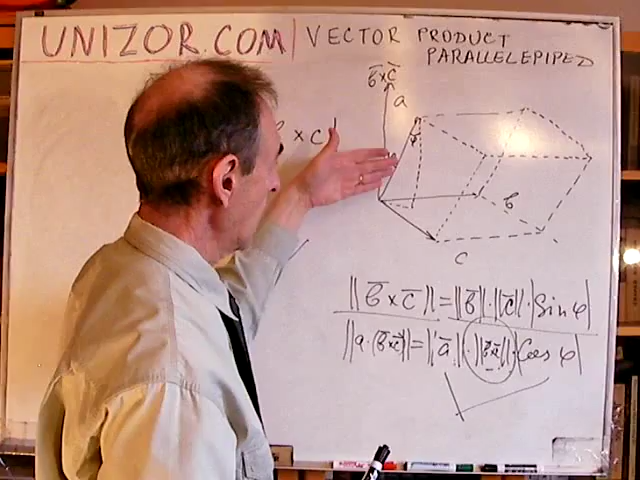 UNIZOR.COM | VECTOR PRODUCT
PARALLELEPIPED
b̄×c̄
a
× c|
φ
b
c
||b̄ × c̄|| = ||b̄||·||c̄||·|Sin φ|
||a·(b̄×c̄)|| = ||ā||·||b̄×c̄||·|Cos φ|